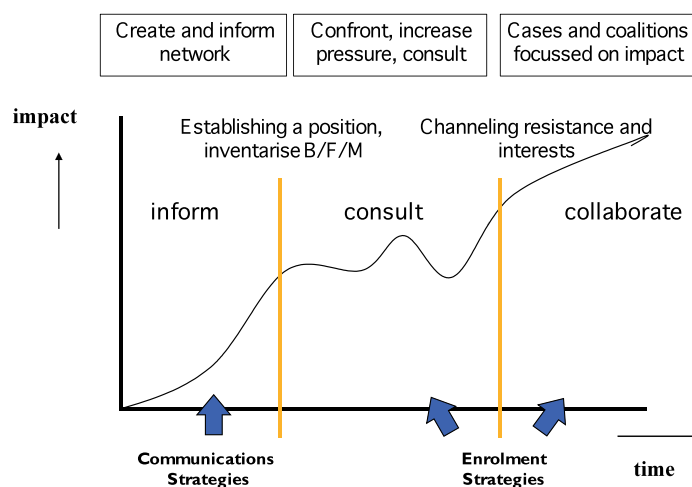 Create and inform
network
Confront, increase
pressure, consult
Cases and coalitions
focussed on impact
impact
Establishing a position,
inventarise B/F/M
Channeling resistance and
interests
inform
consult
collaborate
Communications
Strategies
Enrolment
Strategies
time